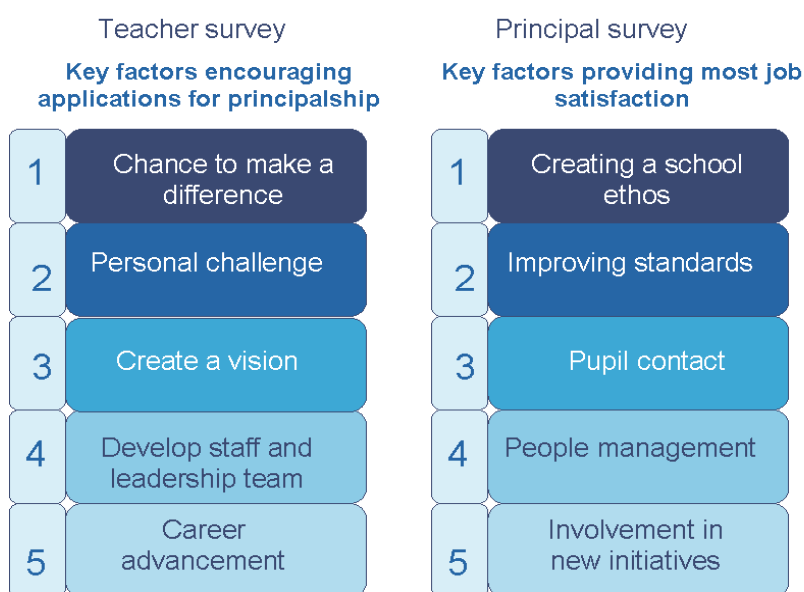 Teacher survey
Key factors encouraging
applications for principalship
1
Chance to make a
difference
2
Personal challenge
3
Create a vision
4
Develop staff and
leadership team
5
Career
advancement
Principal survey
Key factors providing most job
satisfaction
1
Creating a school
ethos
2
Improving standards
3
Pupil contact
4
People management
5
Involvement in
new initiatives